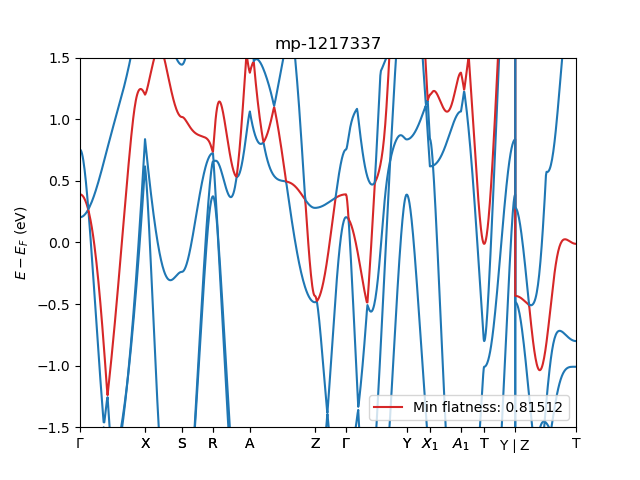 mp-1217337
E − E_F (eV)
1.5
1.0
0.5
0.0
−0.5
−1.0
−1.5
Min flatness: 0.81512
Γ X S R A Z Γ Y X₁ A₁ T Y | Z T